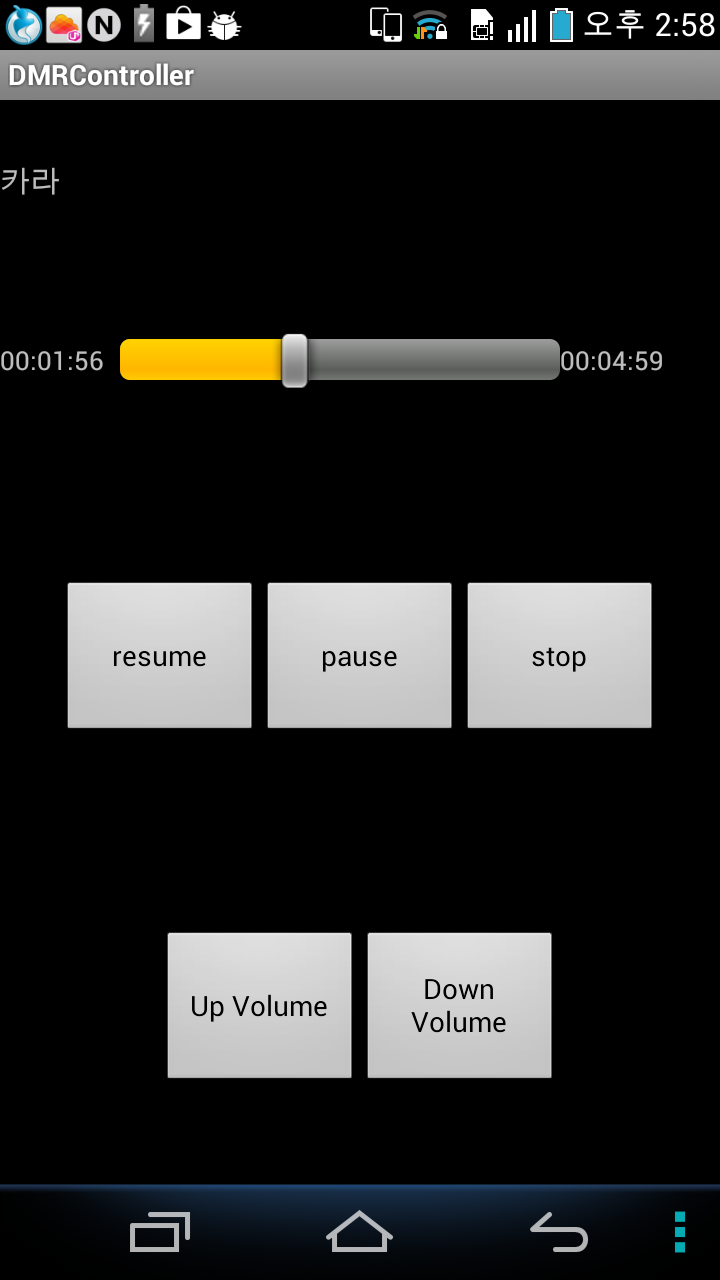 오후 2:58
DMRController
카라
00:01:56
00:04:59
resume
pause
stop
Up Volume
Down
Volume